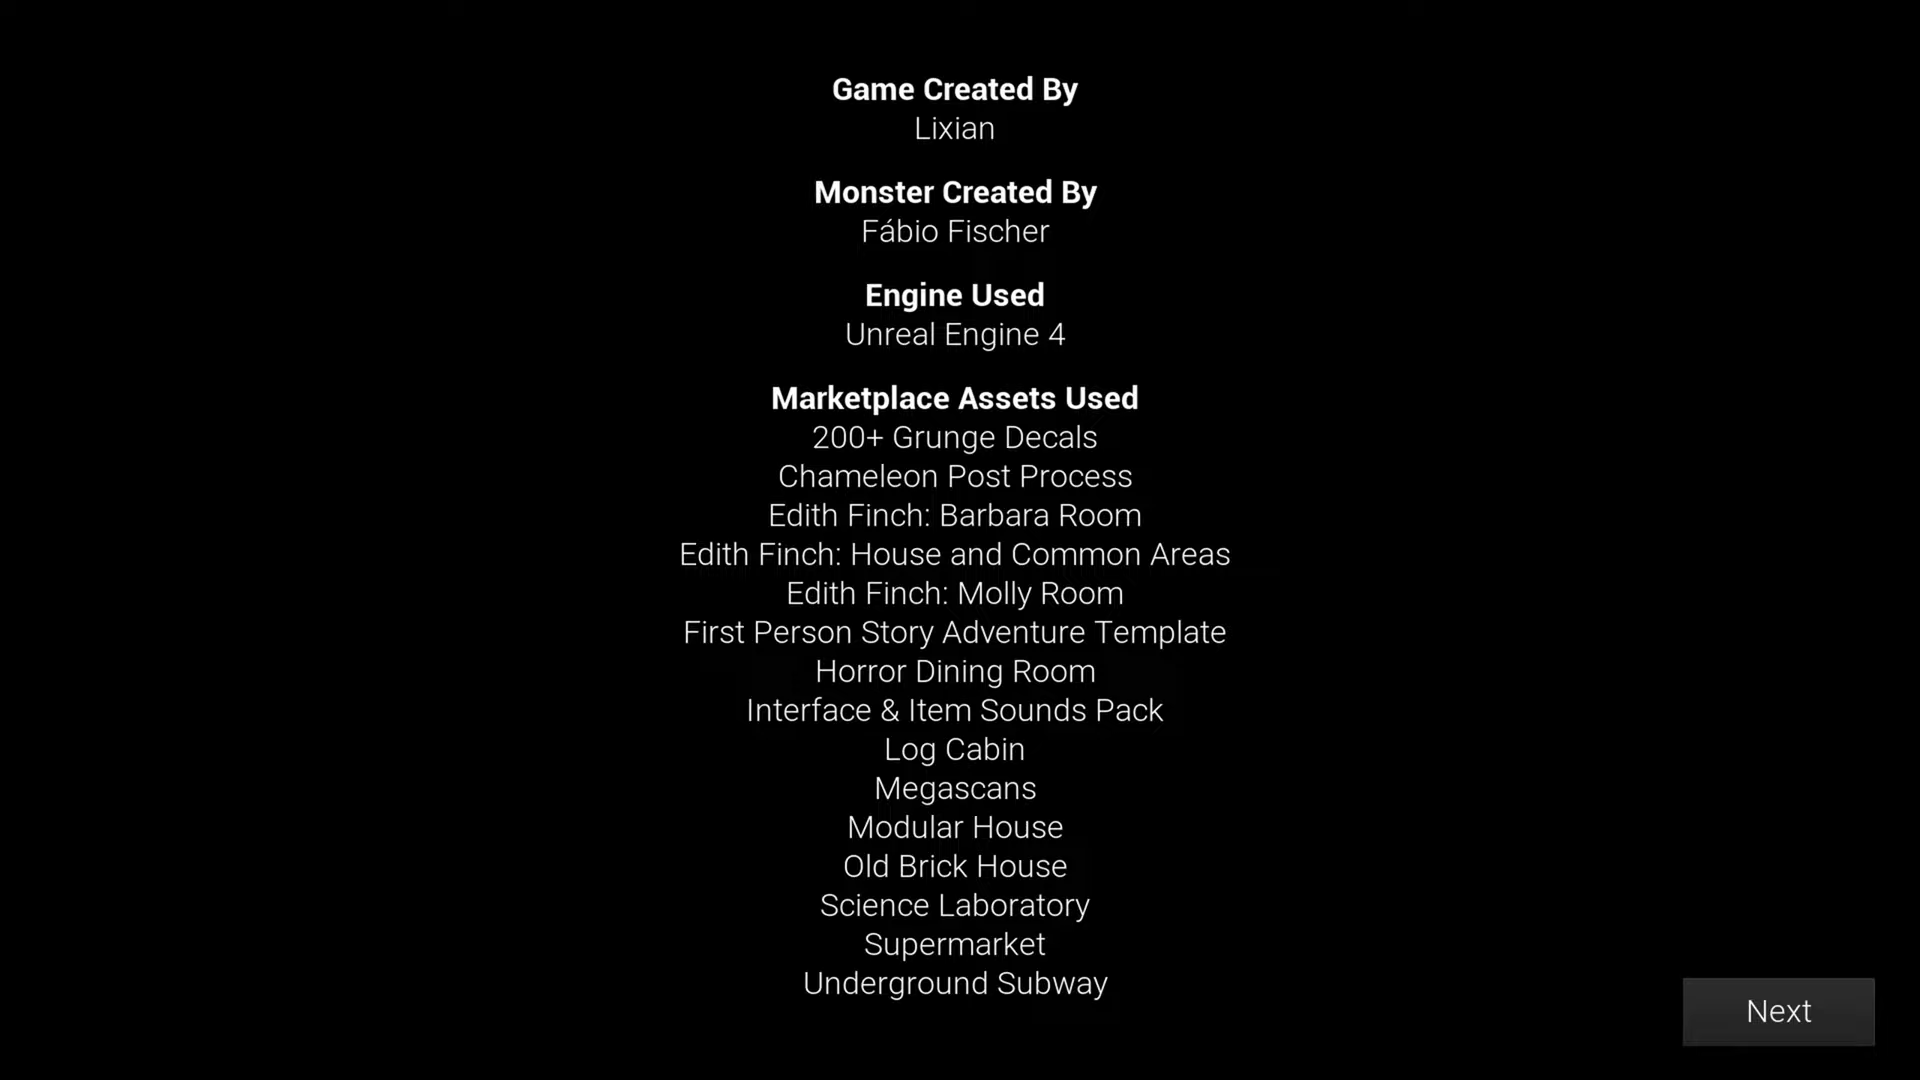 Game Created By
Lixian
Monster Created By
Fábio Fischer
Engine Used
Unreal Engine 4
Marketplace Assets Used
200+ Grunge Decals
Chameleon Post Process
Edith Finch: Barbara Room
Edith Finch: House and Common Areas
Edith Finch: Molly Room
First Person Story Adventure Template
Horror Dining Room
Interface & Item Sounds Pack
Log Cabin
Megascans
Modular House
Old Brick House
Science Laboratory
Supermarket
Underground Subway
Next